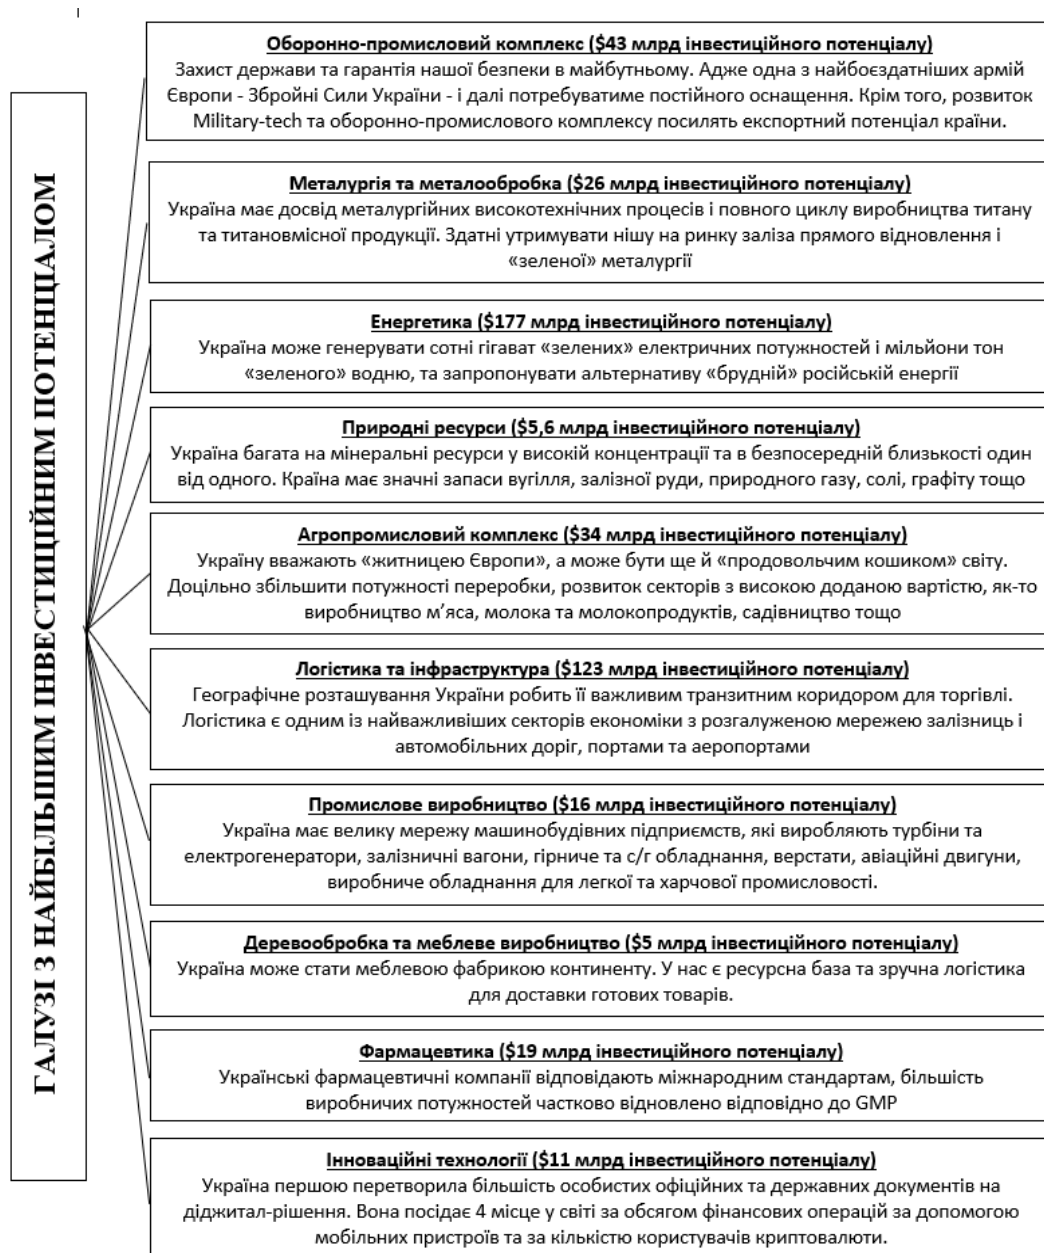 ГАЛУЗІ З НАЙБІЛЬШИМ ІНВЕСТИЦІЙНИМ ПОТЕНЦІАЛОМ
Оборонно-промисловий комплекс ($43 млрд інвестиційного потенціалу)
Захист держави та гарантія нашої безпеки в майбутньому. Адже одна з найбоєздатніших армій
Європи - Збройні Сили України - і далі потребуватиме постійного оснащення. Крім того, розвиток
Military-tech та оборонно-промислового комплексу посилять експортний потенціал країни.
Металургія та металообробка ($26 млрд інвестиційного потенціалу)
Україна має досвід металургійних високотехнічних процесів і повного циклу виробництва титану
та титановмісної продукції. Здатні утримувати нішу на ринку заліза прямого відновлення і
«зеленої» металургії
Енергетика ($177 млрд інвестиційного потенціалу)
Україна може генерувати сотні гігават «зелених» електричних потужностей і мільйони тон
«зеленого» водню, та запропонувати альтернативу «брудній» російській енергії
Природні ресурси ($5,6 млрд інвестиційного потенціалу)
Україна багата на мінеральні ресурси у високій концентрації та в безпосередній близькості один
від одного. Країна має значні запаси вугілля, залізної руди, природного газу, солі, графіту тощо
Агропромисловий комплекс ($34 млрд інвестиційного потенціалу)
Україну вважають «житницею Європи», а може бути ще й «продовольчим кошиком» світу.
Доцільно збільшити потужності переробки, розвиток секторів з високою доданою вартістю, як-то
виробництво м’яса, молока та молокопродуктів, садівництво тощо
Логістика та інфраструктура ($123 млрд інвестиційного потенціалу)
Географічне розташування України робить її важливим транзитним коридором для торгівлі.
Логістика є одним із найважливіших секторів економіки з розгалуженою мережею залізниць і
автомобільних доріг, портами та аеропортами
Промислове виробництво ($16 млрд інвестиційного потенціалу)
Україна має велику мережу машинобудівних підприємств, які виробляють турбіни та
електрогенератори, залізничні вагони, гірниче та с/г обладнання, верстати, авіаційні двигуни,
виробниче обладнання для легкої та харчової промисловості.
Деревообробка та меблеве виробництво ($5 млрд інвестиційного потенціалу)
Україна може стати меблевою фабрикою континенту. У нас є ресурсна база та зручна логістика
для доставки готових товарів.
Фармацевтика ($19 млрд інвестиційного потенціалу)
Українські фармацевтичні компанії відповідають міжнародним стандартам, більшість
виробничих потужностей частково відновлено відповідно до GMP
Інноваційні технології ($11 млрд інвестиційного потенціалу)
Україна першою перетворила більшість особистих офіційних та державних документів на
діджитал-рішення. Вона посідає 4 місце у світі за обсягом фінансових операцій за допомогою
мобільних пристроїв та за кількістю користувачів криптовалюти.